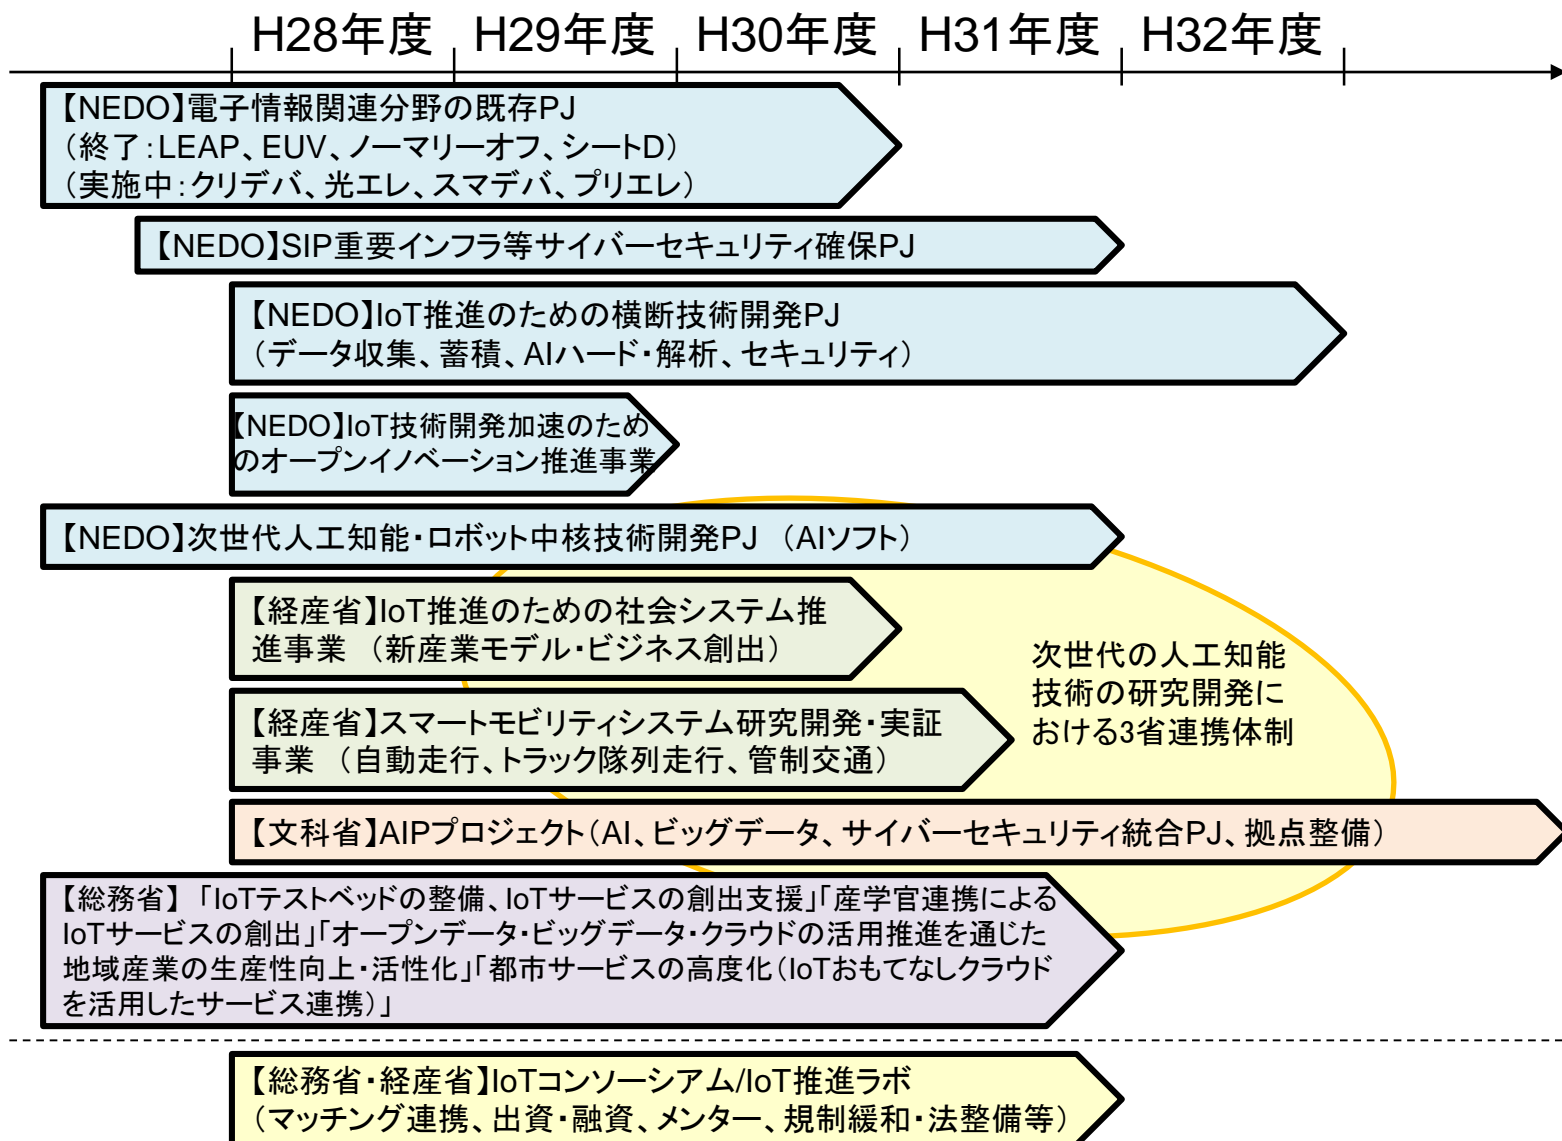 H28年度 H29年度 H30年度 H31年度 H32年度
【NEDO】電子情報関連分野の既存PJ
（終了：LEAP、EUV、ノーマリーオフ、シートD）
（実施中：クリデバ、光エレ、スマデバ、プリエレ）
【NEDO】SIP重要インフラ等サイバーセキュリティ確保PJ
【NEDO】IoT推進のための横断技術開発PJ
（データ収集、蓄積、AIハード・解析、セキュリティ）
【NEDO】IoT技術開発加速のため
のオープンイノベーション推進事業
【NEDO】次世代人工知能・ロボット中核技術開発PJ （AIソフト）
【経産省】IoT推進のための社会システム推
進事業 （新産業モデル・ビジネス創出）
次世代の人工知能
技術の研究開発に
おける3省連携体制
【経産省】スマートモビリティシステム研究開発・実証
事業 （自動走行、トラック隊列走行、管制交通）
【文科省】AIPプロジェクト（AI、ビッグデータ、サイバーセキュリティ統合PJ、拠点整備）
【総務省】「IoTテストベッドの整備、IoTサービスの創出支援」「産学官連携による
IoTサービスの創出」「オープンデータ・ビッグデータ・クラウドの活用推進を通じた
地域産業の生産性向上・活性化」「都市サービスの高度化（IoTおもてなしクラウド
を活用したサービス連携）」
【総務省・経産省】IoTコンソーシアム/IoT推進ラボ
（マッチング連携、出資・融資、メンター、規制緩和・法整備等）